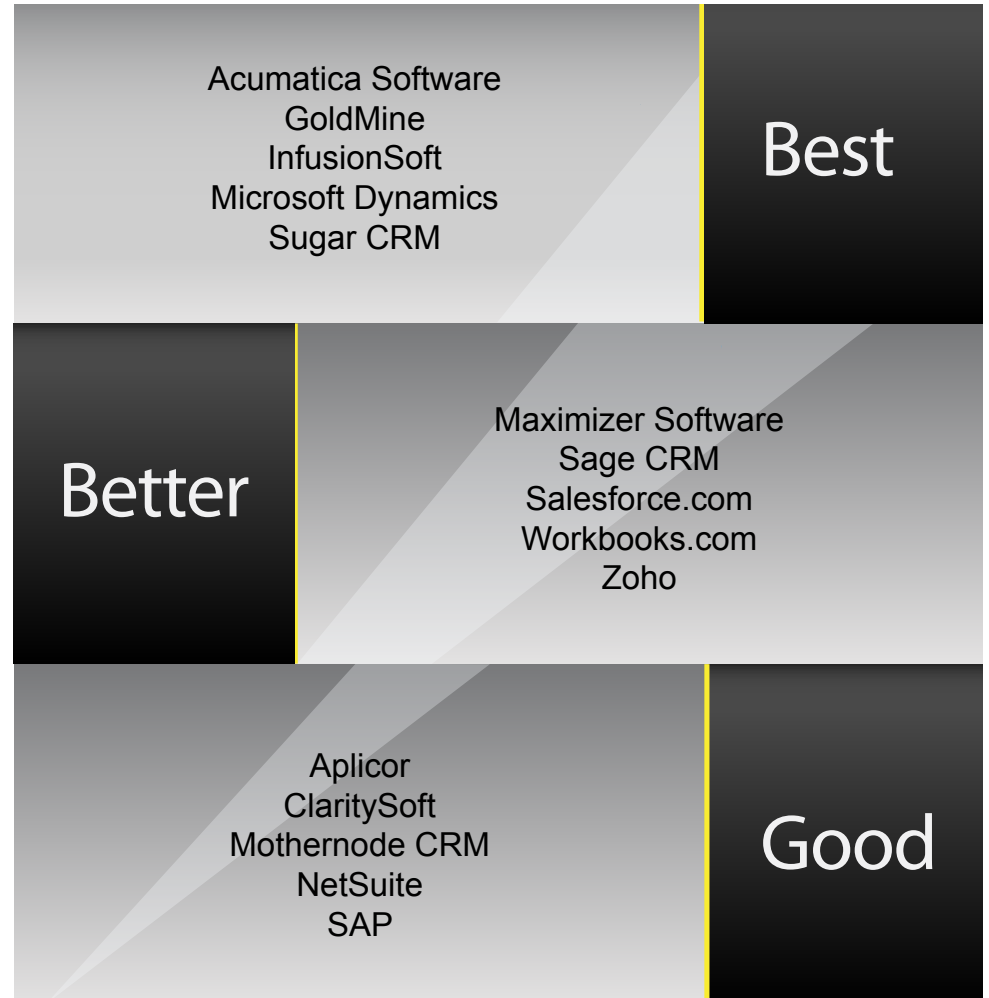 Acumatica Software
GoldMine
InfusionSoft
Microsoft Dynamics
Sugar CRM
Best
Better
Maximizer Software
Sage CRM
Salesforce.com
Workbooks.com
Zoho
Aplicor
ClaritySoft
Mothernode CRM
NetSuite
SAP
Good